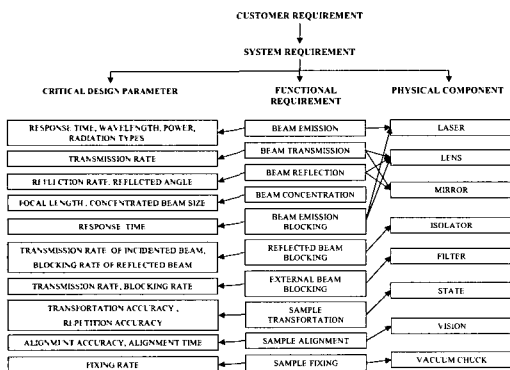 CUSTOMER REQUIREMENT
SYSTEM REQUIREMENT
CRITICAL DESIGN PARAMETER
FUNCTIONAL
REQUIREMENT
PHYSICAL COMPONENT
RESPONSE TIME, WAVELENGTH, POWER,
RADIATION TYPES
BEAM EMISSION
LASER
TRANSMISSION RATE
BEAM TRANSMISSION
LENS
REFLECTION RATE, REFLECTED ANGLE
BEAM REFLECTION
MIRROR
FOCAL LENGTH, CONCENTRATED BEAM SIZE
BEAM CONCENTRATION
RESPONSE TIME
BEAM EMISSION
BLOCKING
ISOLATOR
TRANSMISSION RATE OF INCIDENTED BEAM,
BLOCKING RATE OF REFLECTED BEAM
REFLECTED BEAM
BLOCKING
FILTER
TRANSMISSION RATE, BLOCKING RATE
EXTERNAL BEAM
BLOCKING
STATE
TRANSFORTATION ACCURACY,
REPETITION ACCURACY
SAMPLE
TRANSFORTATION
VISION
ALIGNMENT ACCURACY, ALIGNMENT TIME
SAMPLE ALIGNMENT
FIXING RATE
SAMPLE FIXING
VACUUM CHUCK